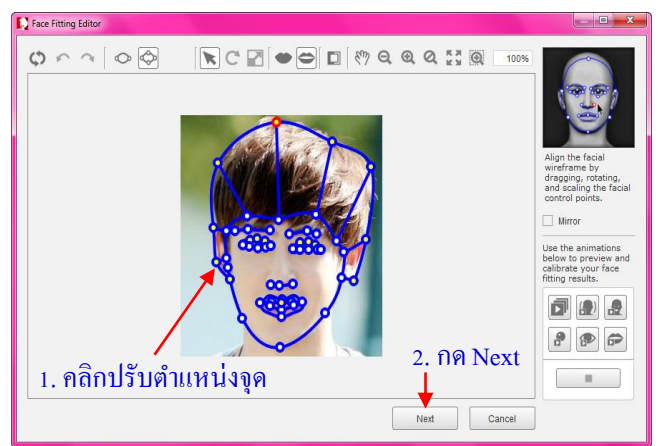 Face Fitting Editor
100%
Align the facial
wireframe by
dragging, rotating,
and scaling the facial
control points.
Mirror
Use the animations
below to preview and
calibrate your face
fitting results.
1. คลิกปรับตำแหน่งจุด
2. กด Next
Next
Cancel